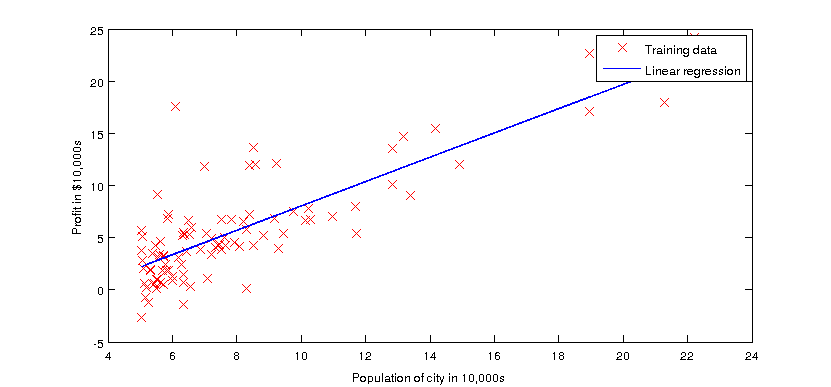 25
20
15
10
5
0
-5
Profit in $10,000s
Training data
Linear regression
4 6 8 10 12 14 16 18 20 22 24
Population of city in 10,000s